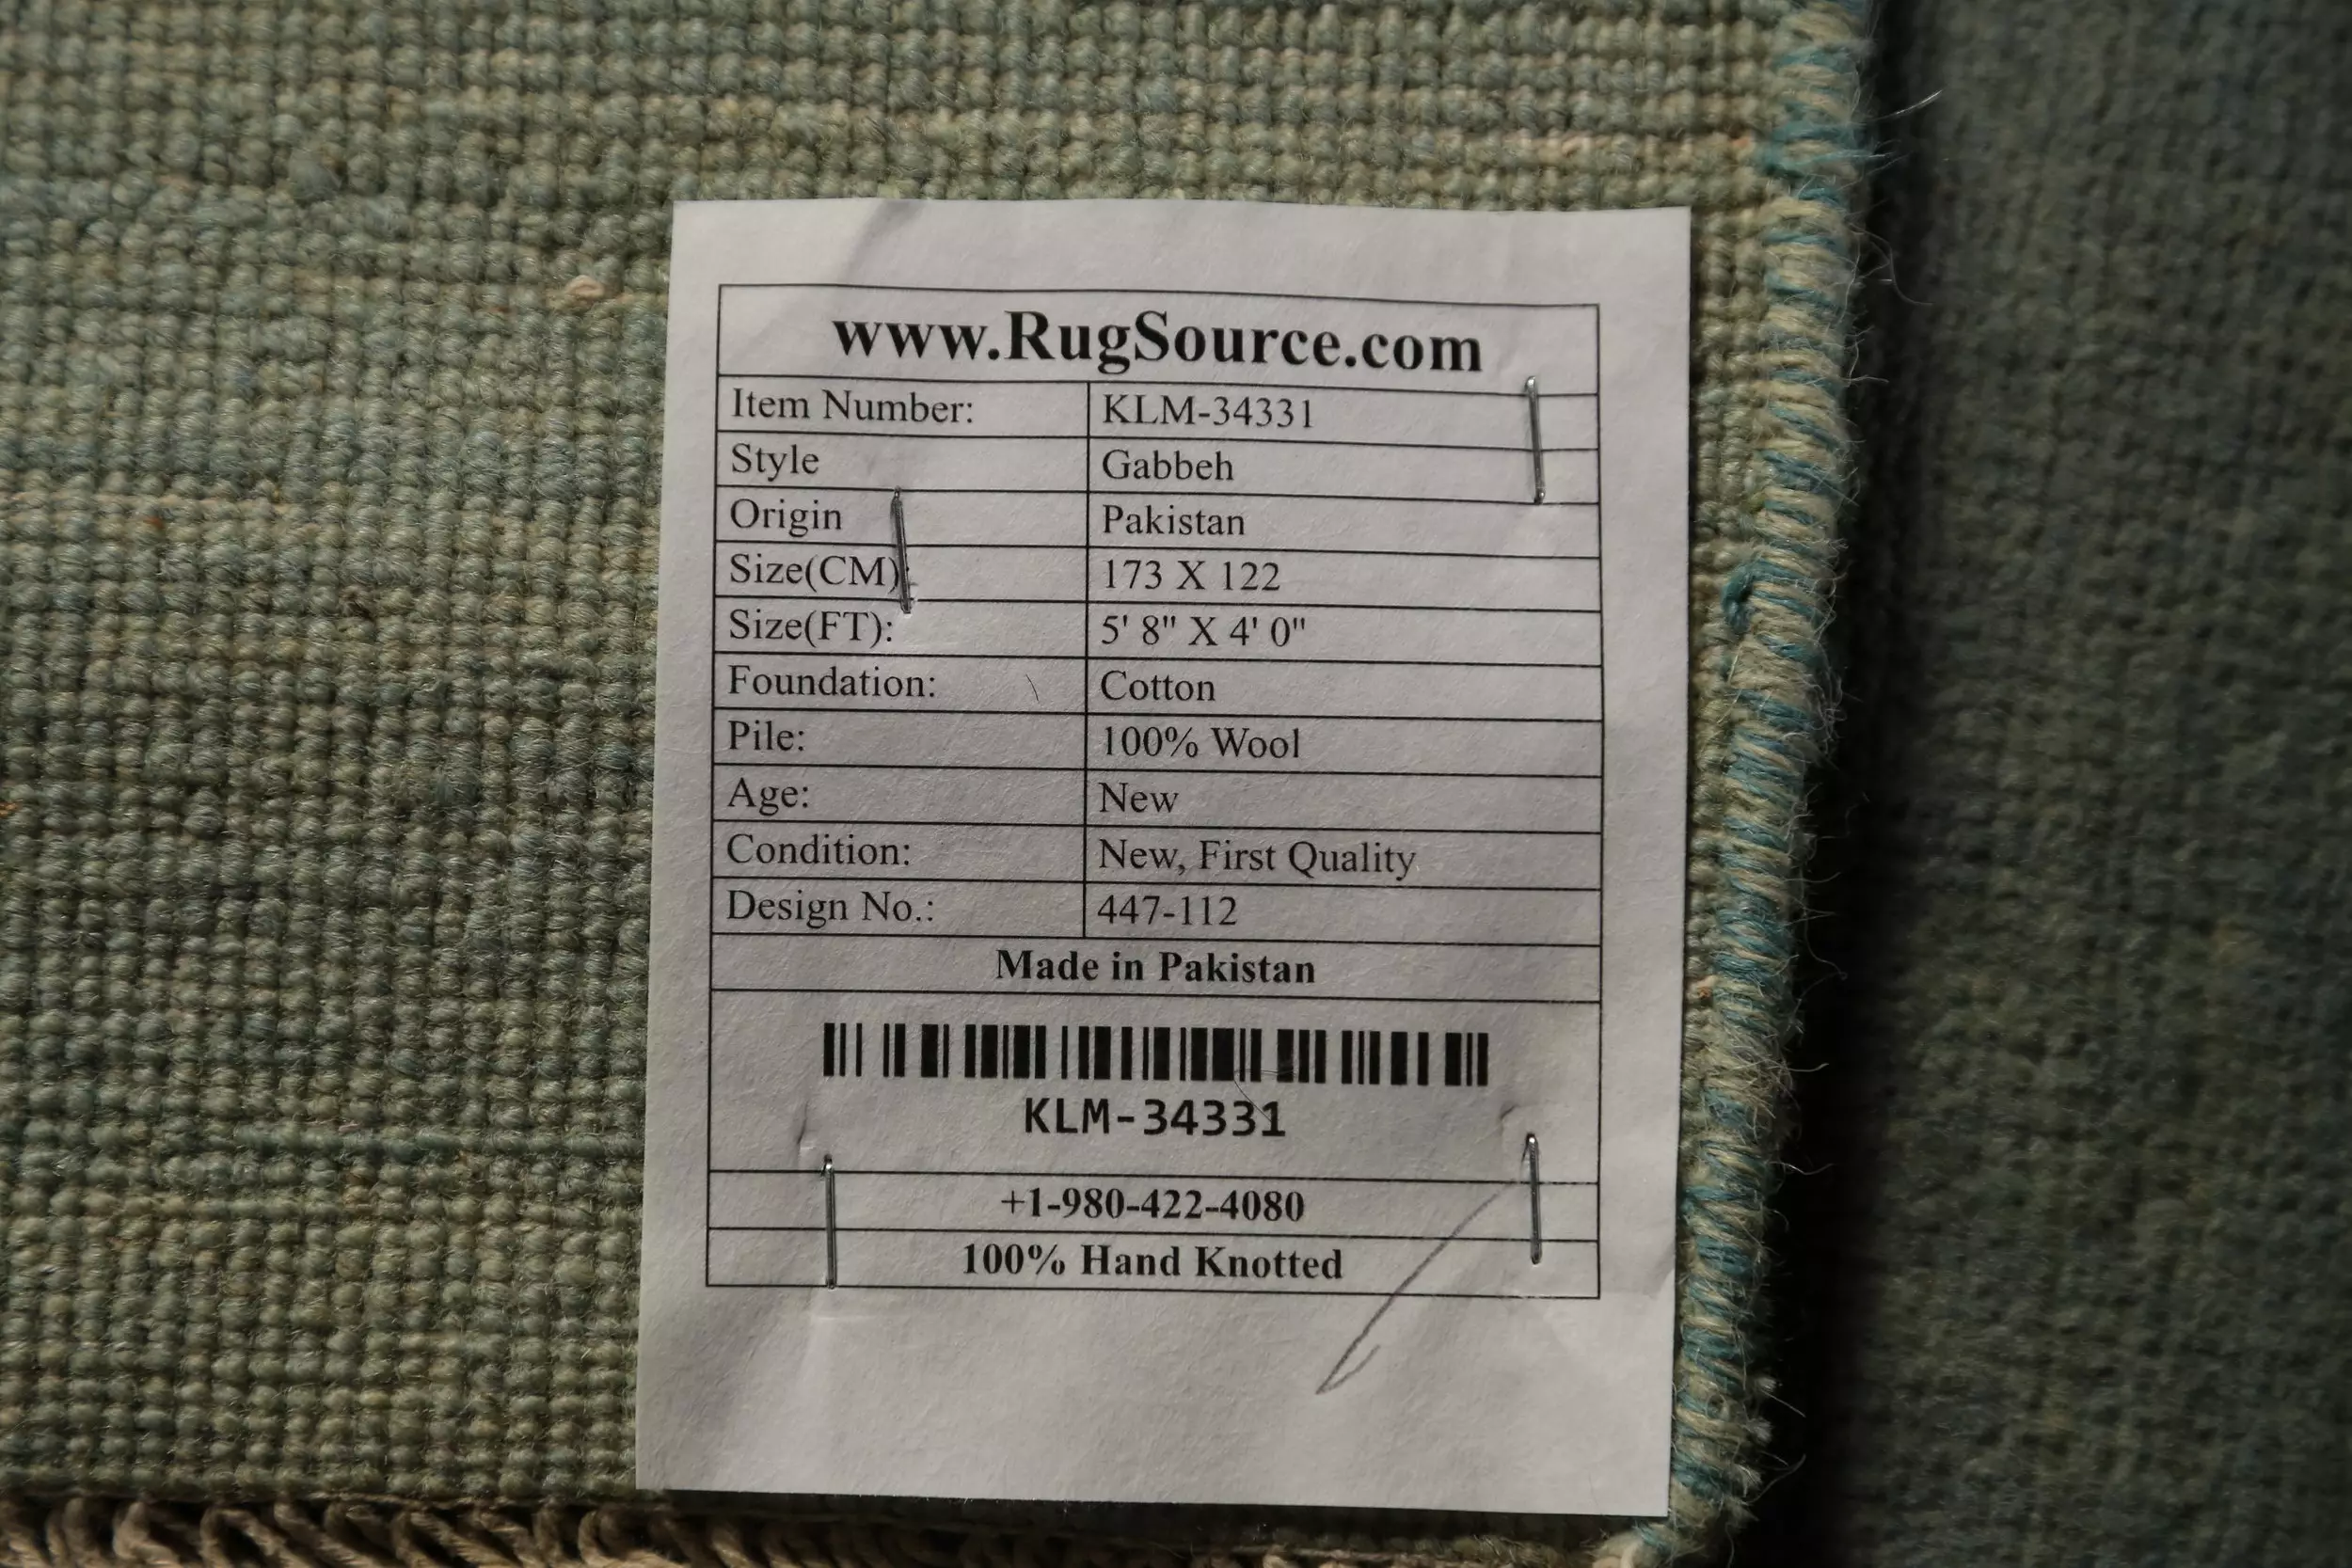 www.RugSource.com
Item Number: KLM-34331
Style Gabbeh
Origin Pakistan
Size(CM): 173 X 122
Size(FT): 5' 8" X 4' 0"
Foundation: Cotton
Pile: 100% Wool
Age: New
Condition: New, First Quality
Design No.: 447-112
Made in Pakistan
KLM-34331
+1-980-422-4080
100% Hand Knotted